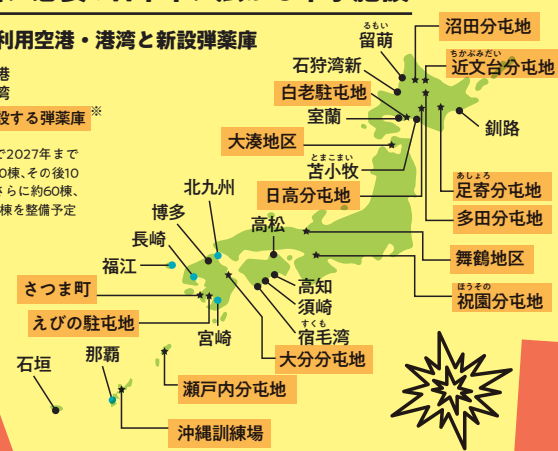 利用空港・港湾と新設弾薬庫
港
湾
設する弾薬庫※
で2027年まで
0棟、その後10
さらに約60棟、
棟を整備予定
るもい
留萌
石狩湾新
白老駐屯地
室蘭
大湊地区
とまこまい
苫小牧
日高分屯地
沼田分屯地
ちかぶみだい
近文台分屯地
釧路
あしょろ
足寄分屯地
多田分屯地
舞鶴地区
ほうその
祝園分屯地
北九州
博多
長崎
福江
高松
さつま町
えびの駐屯地
宮崎
高知
須崎
すくも
宿毛湾
大分分屯地
石垣
那覇
瀬戸内分屯地
沖縄訓練場